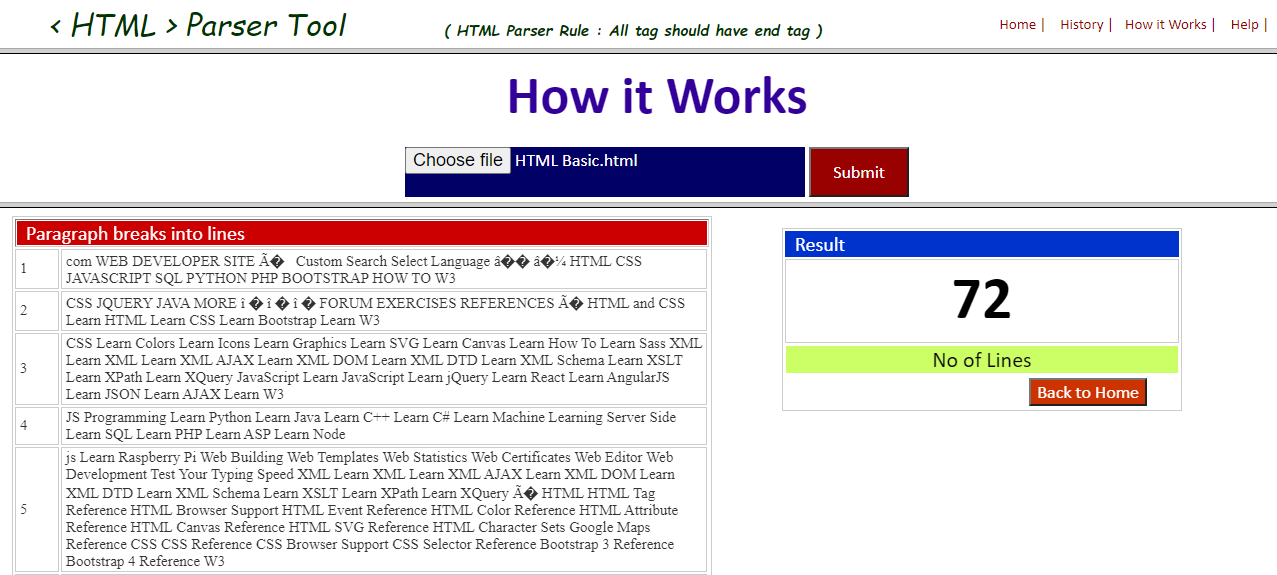 < HTML > Parser Tool
( HTML Parser Rule : All tag should have end tag )
Home | History | How it Works | Help |
How it Works
Choose file HTML Basic.html
Submit
Paragraph breaks into lines
1
com WEB DEVELOPER SITE Ã� Custom Search Select Language â�� â�¼ HTML CSS
JAVASCRIPT SQL PYTHON PHP BOOTSTRAP HOW TO W3
2
CSS JQUERY JAVA MORE î � î � î � FORUM EXERCISES REFERENCES Ã� HTML and CSS
Learn HTML Learn CSS Learn Bootstrap Learn W3
3
CSS Learn Colors Learn Icons Learn Graphics Learn SVG Learn Canvas Learn How To Learn Sass XML
Learn XML Learn XML AJAX Learn XML DOM Learn XML DTD Learn XML Schema Learn XSLT
Learn XPath Learn XQuery JavaScript Learn JavaScript Learn jQuery Learn React Learn AngularJS
Learn JSON Learn AJAX Learn W3
4
JS Programming Learn Python Learn Java Learn C++ Learn C# Learn Machine Learning Server Side
Learn SQL Learn PHP Learn ASP Learn Node
5
js Learn Raspberry Pi Web Building Web Templates Web Statistics Web Certificates Web Editor Web
Development Test Your Typing Speed XML Learn XML Learn XML AJAX Learn XML DOM Learn
XML DTD Learn XML Schema Learn XSLT Learn XPath Learn XQuery Ã� HTML HTML Tag
Reference HTML Browser Support HTML Event Reference HTML Color Reference HTML Attribute
Reference HTML Canvas Reference HTML SVG Reference HTML Character Sets Google Maps
Reference CSS CSS Reference CSS Browser Support CSS Selector Reference Bootstrap 3 Reference
Bootstrap 4 Reference W3
Result
72
No of Lines
Back to Home